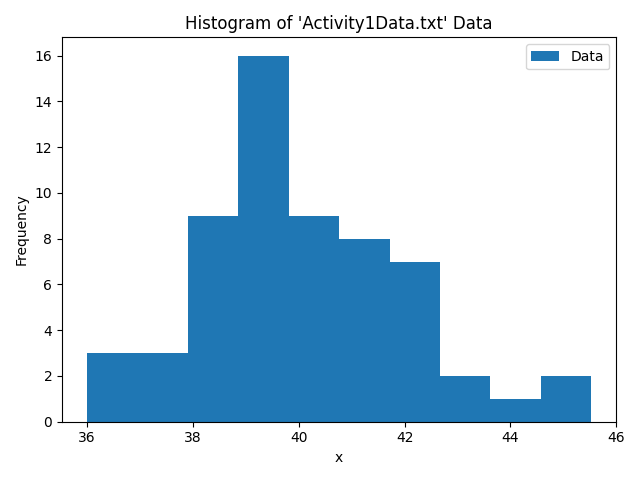 Histogram of 'Activity1Data.txt' Data
Data
16
14
12
10
8
6
4
2
0
Frequency
36 38 40 42 44 46
x